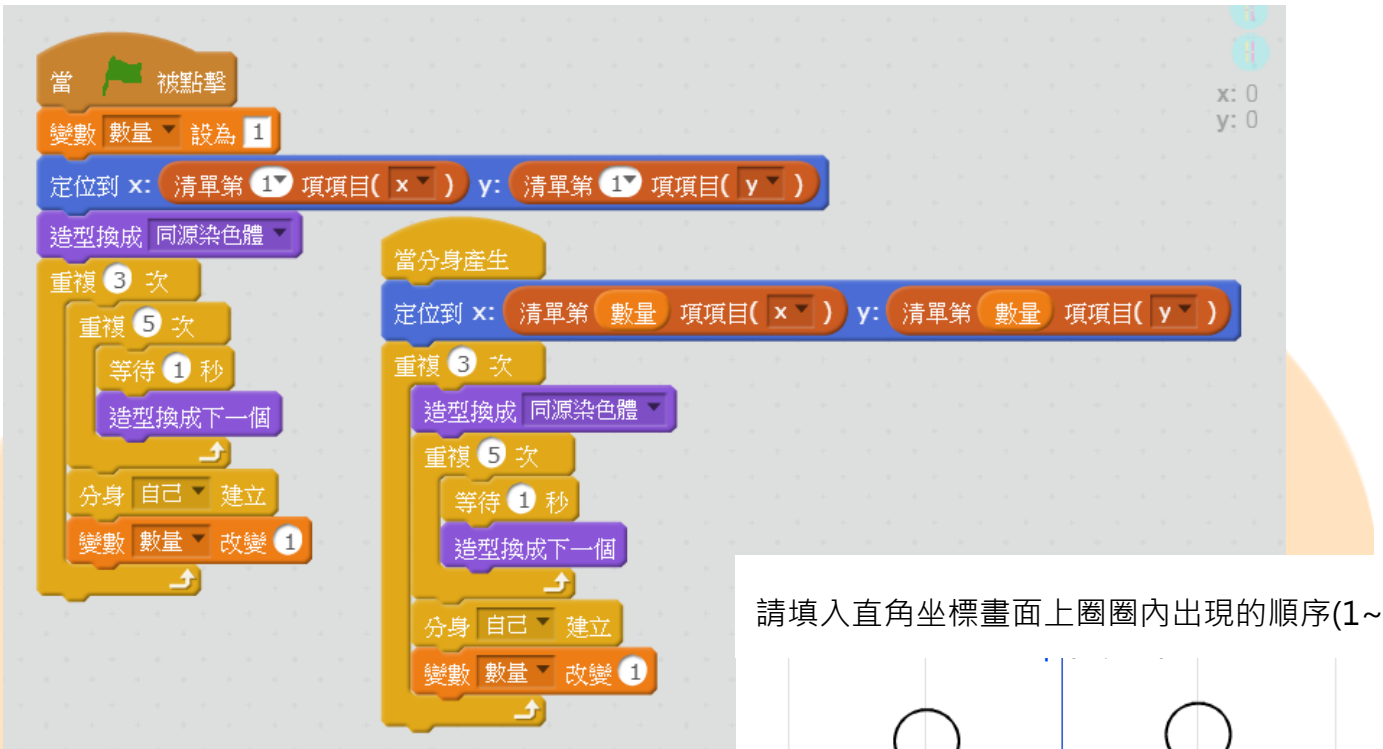 x: 0
y: 0
當 被點擊
變數 數量 設為 1
定位到 x: 清單第 1 項項目( x ) y: 清單第 1 項項目( y )
造型換成 同源染色體
重複 3 次
重複 5 次
等待 1 秒
造型換成下一個
分身 自己 建立
變數 數量 改變 1
當分身產生
定位到 x: 清單第 數量 項項目( x ) y: 清單第 數量 項項目( y )
重複 3 次
造型換成 同源染色體
重複 5 次
等待 1 秒
造型換成下一個
分身 自己 建立
變數 數量 改變 1
請填入直角坐標畫面上圈圈內出現的順序(1~